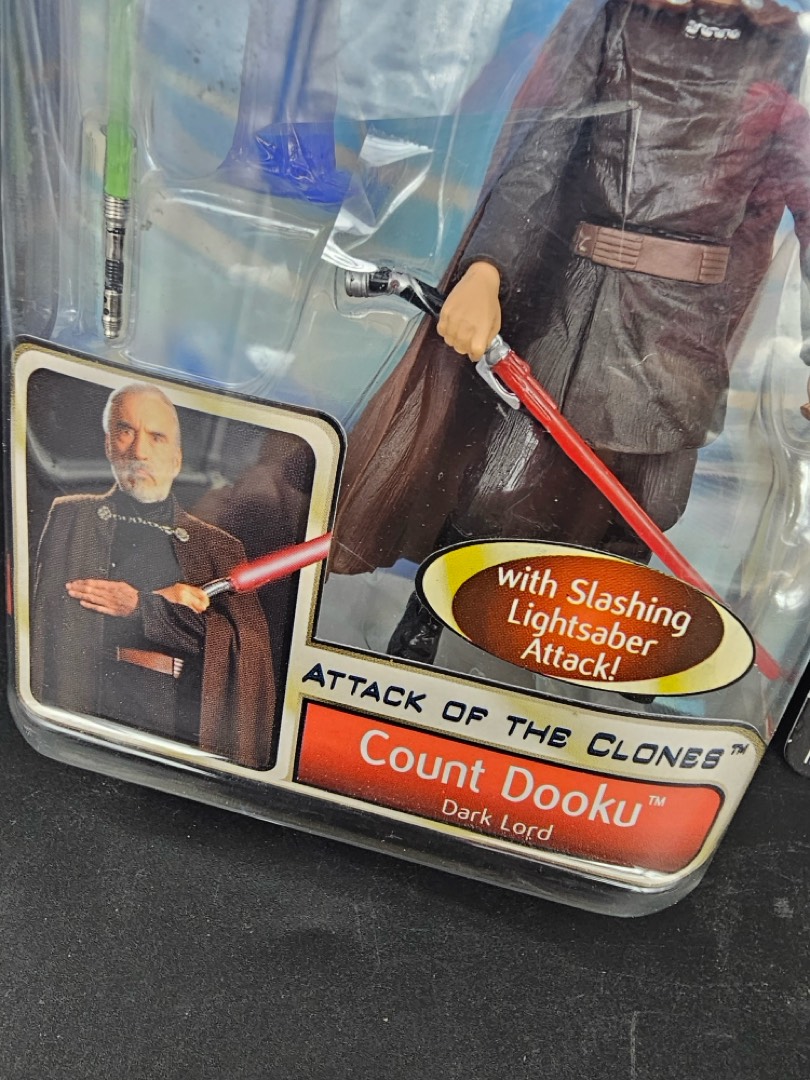 with Slashing
Lightsaber
Attack!
ATTACK OF THE CLONES™
Count Dooku™
Dark Lord